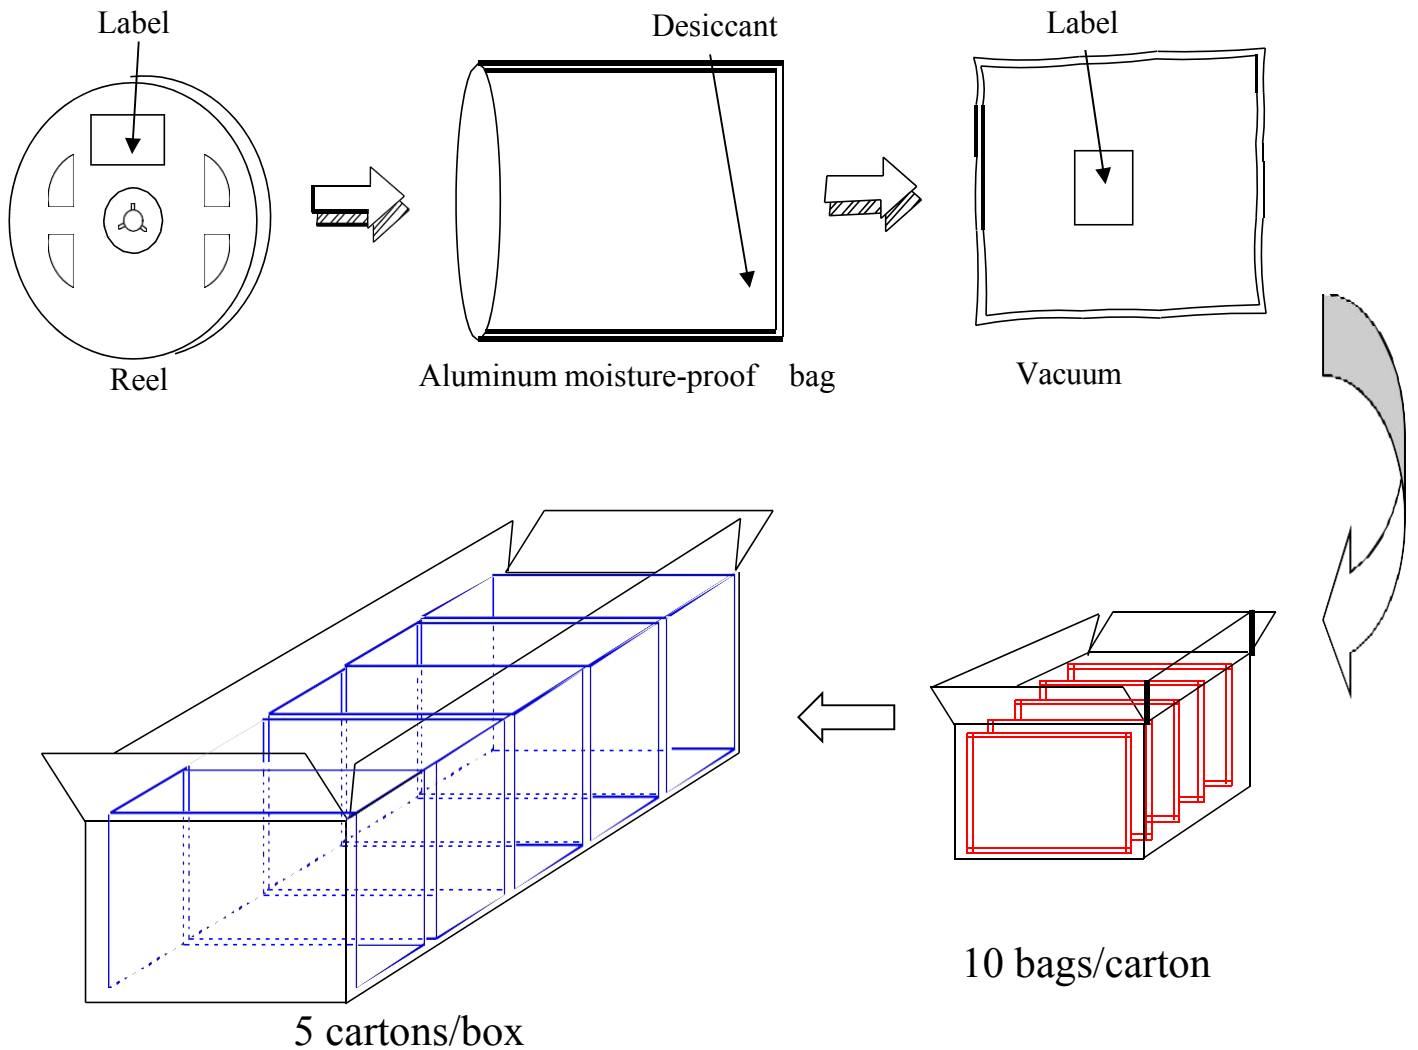 Label
Desiccant
Label
Reel
Aluminum moisture-proof bag
Vacuum
10 bags/carton
5 cartons/box